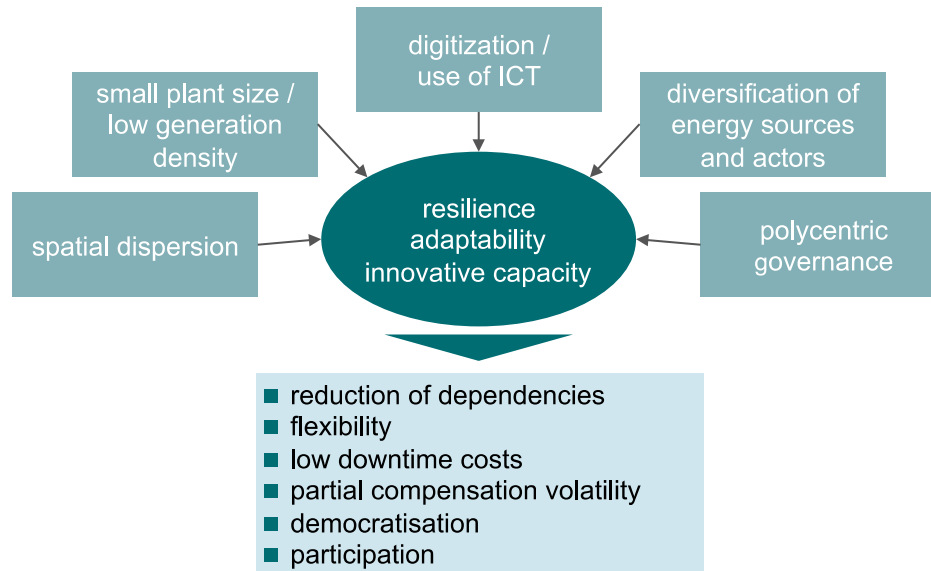 digitization /
use of ICT
small plant size /
low generation
density
diversification of
energy sources
and actors
spatial dispersion
resilience
adaptability
innovative capacity
polycentric
governance
reduction of dependencies
flexibility
low downtime costs
partial compensation volatility
democratisation
participation